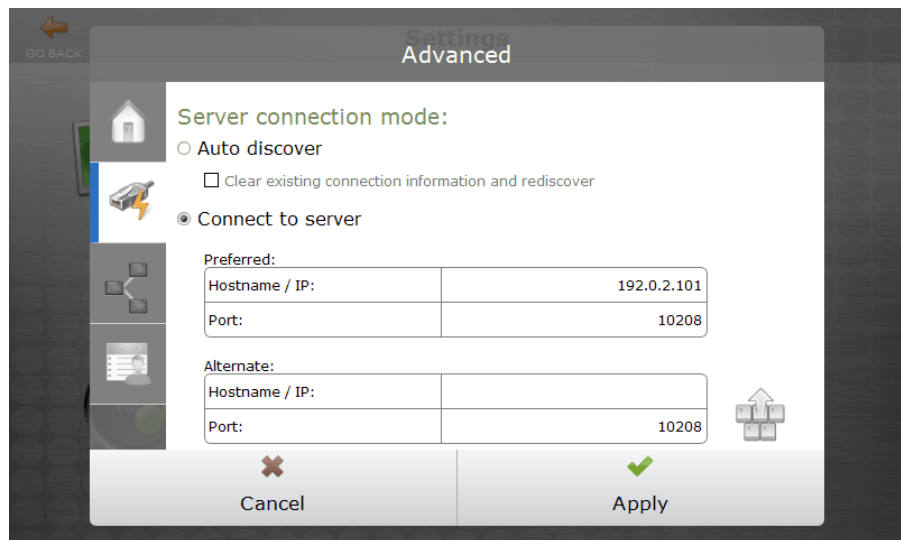 Settings
GO BACK
Advanced
Server connection mode:
Auto discover
Clear existing connection information and rediscover
Connect to server
Preferred:
Hostname / IP: 192.0.2.101
Port: 10208
Alternate:
Hostname / IP:
Port: 10208
Cancel Apply